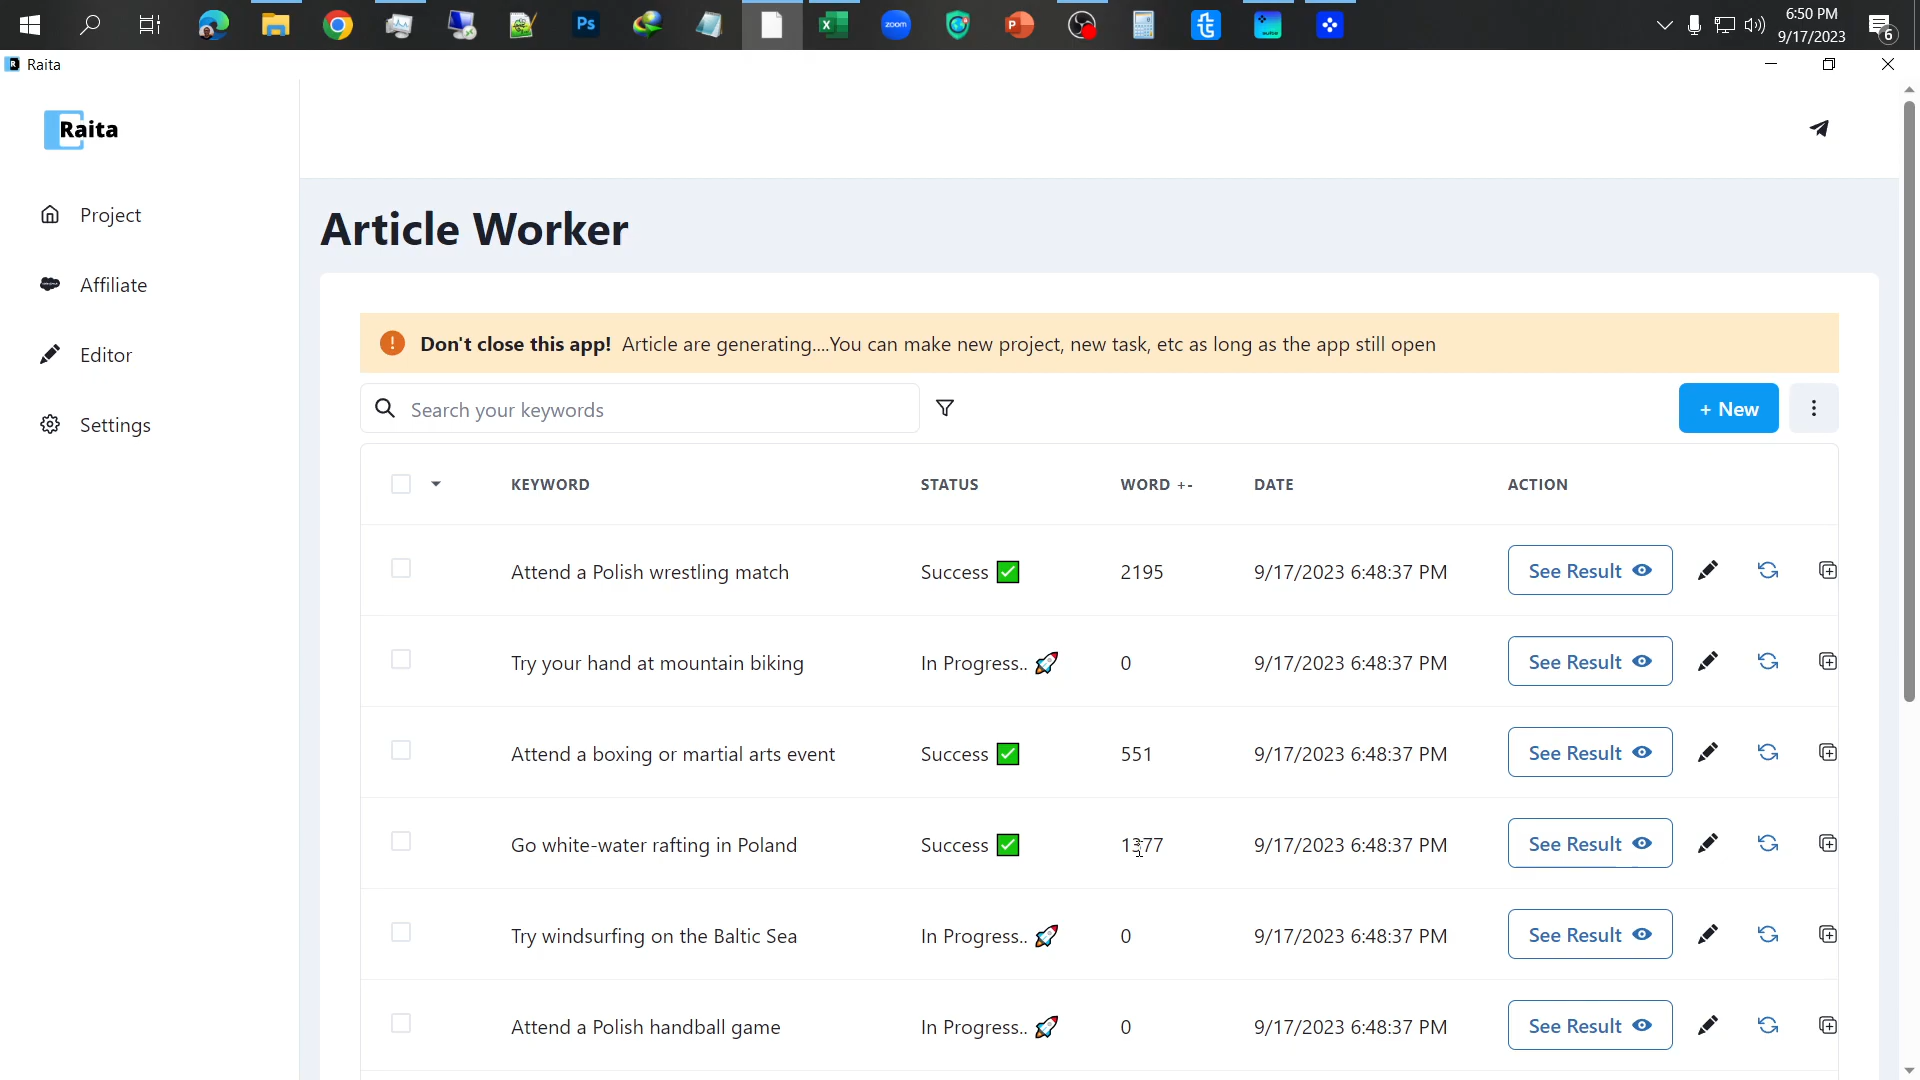 Ps
zoom
6:50 PM
9/17/2023
6
Raita
Raita
Project
Affiliate
Editor
Settings
Article Worker
Don't close this app! Article are generating....You can make new project, new task, etc as long as the app still open
Search your keywords
+ New
KEYWORD STATUS WORD +- DATE ACTION
Attend a Polish wrestling match Success ✅ 2195 9/17/2023 6:48:37 PM See Result
Try your hand at mountain biking In Progress.. 🚀 0 9/17/2023 6:48:37 PM See Result
Attend a boxing or martial arts event Success ✅ 551 9/17/2023 6:48:37 PM See Result
Go white-water rafting in Poland Success ✅ 1377 9/17/2023 6:48:37 PM See Result
Try windsurfing on the Baltic Sea In Progress.. 🚀 0 9/17/2023 6:48:37 PM See Result
Attend a Polish handball game In Progress.. 🚀 0 9/17/2023 6:48:37 PM See Result